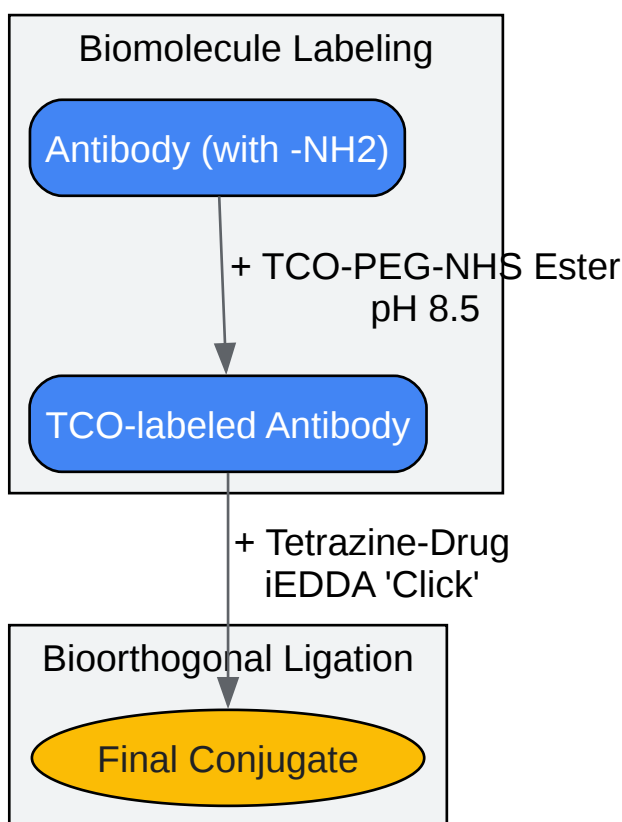 Biomolecule Labeling
Antibody (with -NH2)
+ TCO-PEG-NHS Ester
pH 8.5
TCO-labeled Antibody
+ Tetrazine-Drug
iEDDA 'Click'
Bioorthogonal Ligation
Final Conjugate